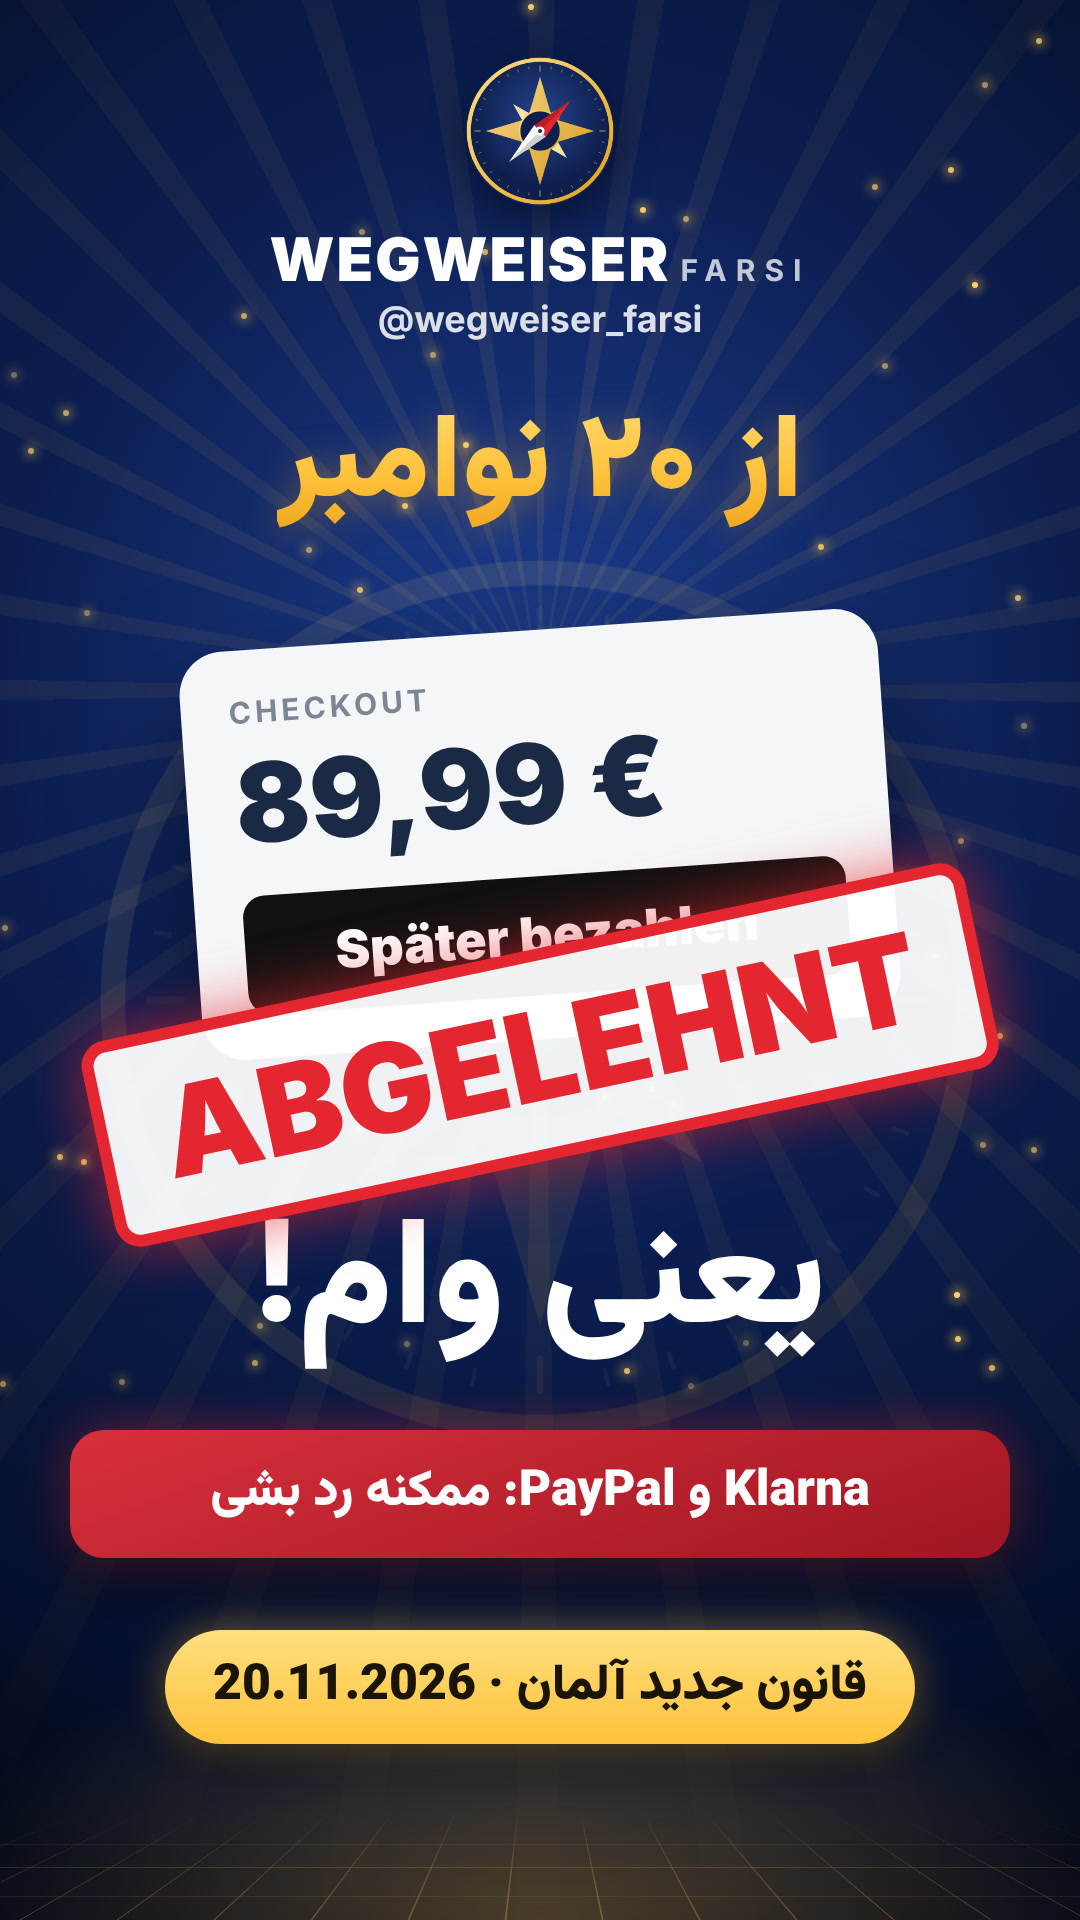 WEGWEISER FARSI
@wegweiser_farsi
از ۲۰ نوامبر
CHECKOUT
89,99 €
Später bezahlen
ABGELEHNT
یعنی وام!
Klarna و PayPal: ممکنه رد بشی
قانون جدید آلمان · 20.11.2026